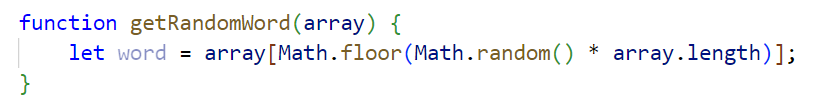 function getRandomWord(array) {
    let word = array[Math.floor(Math.random() * array.length)];
}